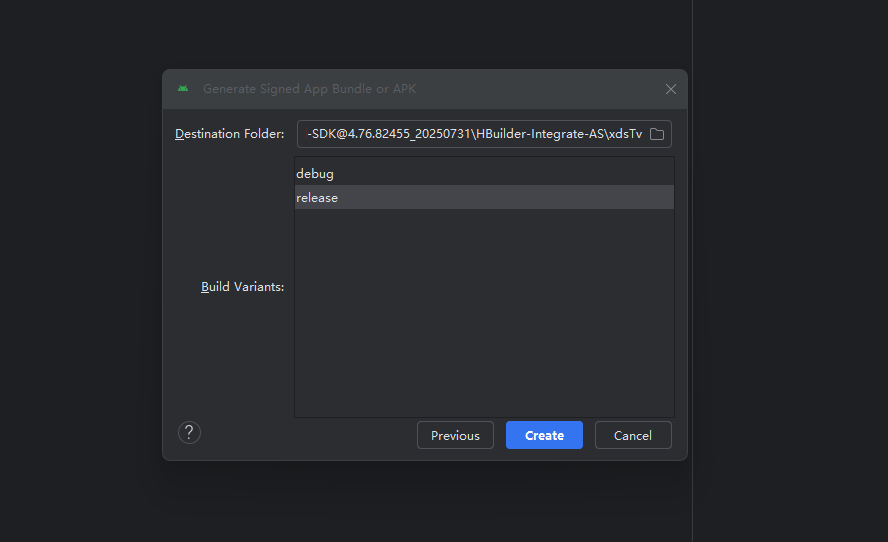 Generate Signed App Bundle or APK
Destination Folder:
-SDK@4.76.82455_20250731\HBuilder-Integrate-AS\xdsTv
debug
release
Build Variants:
?
Previous
Create
Cancel